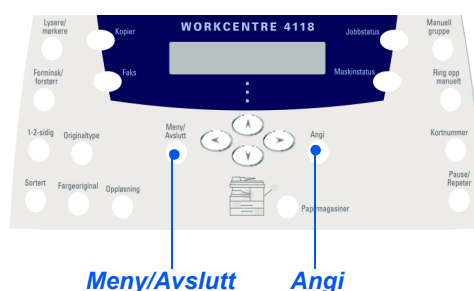 Lysere/
mørkere
Kopier
WORKCENTRE 4118
Jobbstatus
Manuell
gruppe
Forminsk/
forstørr
Faks
Maskinstatus
Ring opp
manuelt
1-2-sidig
Originaltype
Meny/
Avslutt
Angi
Kortnummer
Sortert
Fargeoriginal
Oppløsning
Papirmagasiner
Pause/
Repeter
Meny/Avslutt
Angi